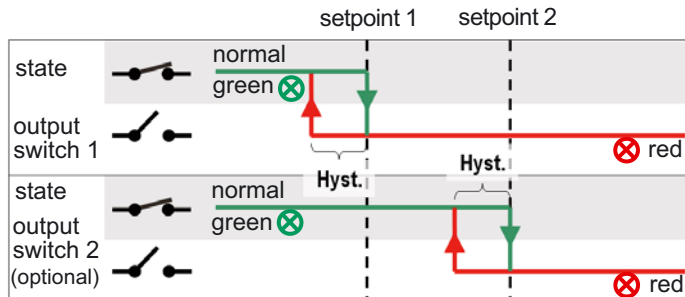 setpoint 1 setpoint 2
state
normal
green
output
switch 1
Hyst.
red
state
normal
green
Hyst.
output
switch 2
(optional)
red